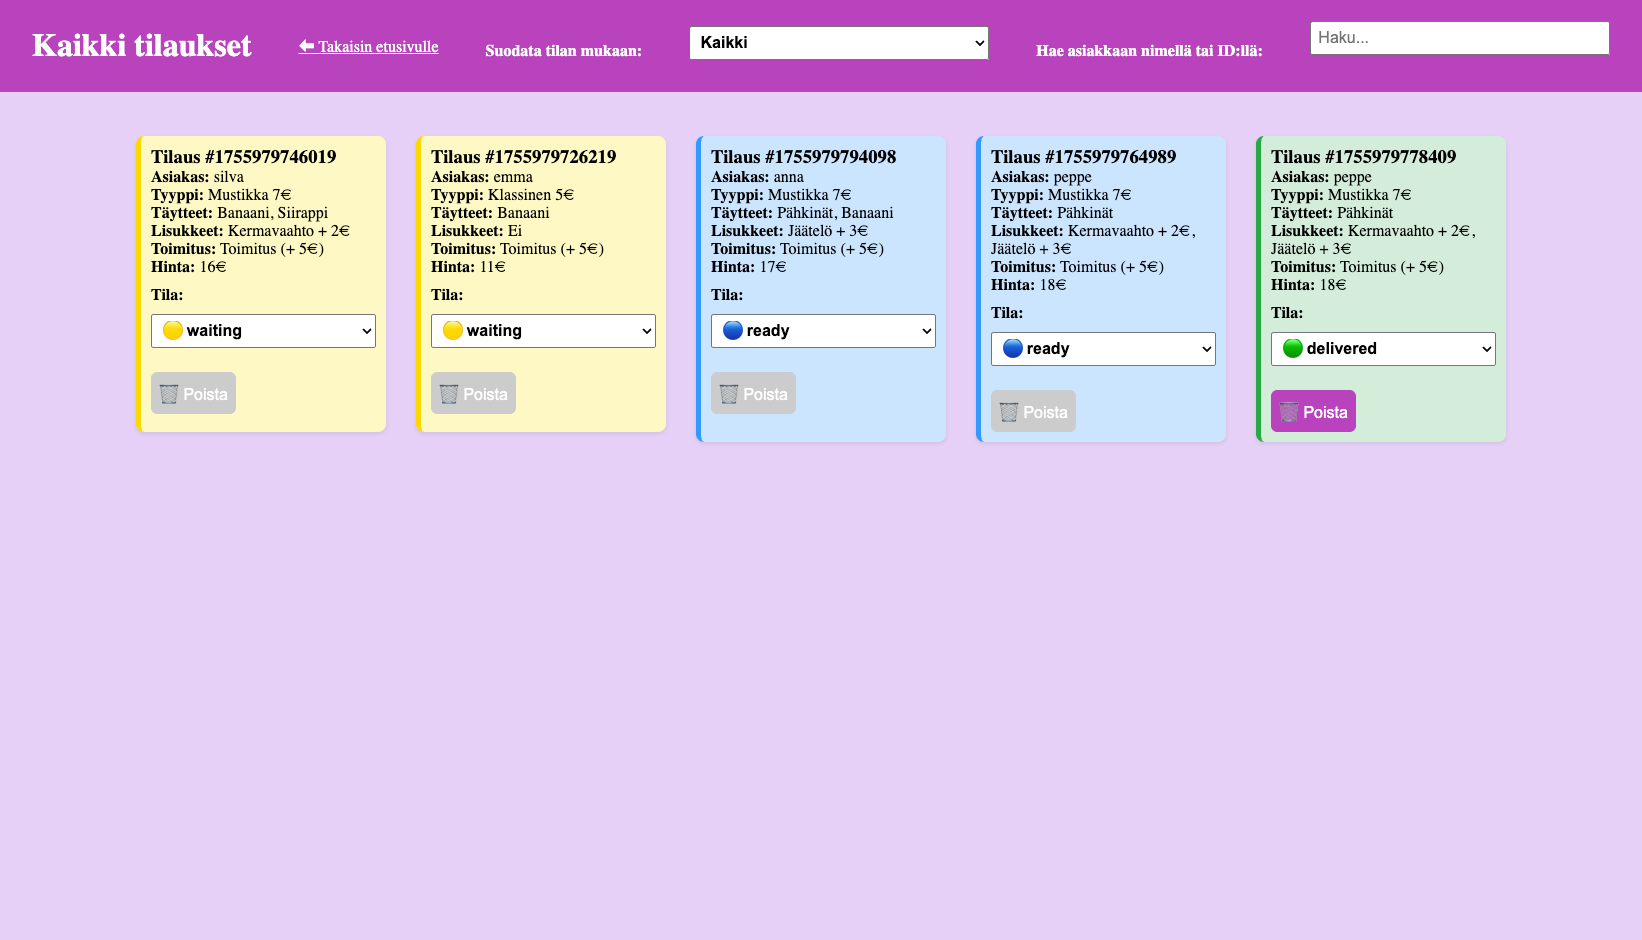 Kaikki tilaukset
⬅ Takaisin etusivulle
Suodata tilan mukaan:
Kaikki
Hae asiakkaan nimellä tai ID:llä:
Haku...
Tilaus #1755979746019
Asiakas: silva
Tyyppi: Mustikka 7€
Täytteet: Banaani, Siirappi
Lisukkeet: Kermavaahto + 2€
Toimitus: Toimitus (+ 5€)
Hinta: 16€
Tila:
🟡 waiting
🗑️ Poista
Tilaus #1755979726219
Asiakas: emma
Tyyppi: Klassinen 5€
Täytteet: Banaani
Lisukkeet: Ei
Toimitus: Toimitus (+ 5€)
Hinta: 11€
Tila:
🟡 waiting
🗑️ Poista
Tilaus #1755979794098
Asiakas: anna
Tyyppi: Mustikka 7€
Täytteet: Pähkinät, Banaani
Lisukkeet: Jäätelö + 3€
Toimitus: Toimitus (+ 5€)
Hinta: 17€
Tila:
🔵 ready
🗑️ Poista
Tilaus #1755979764989
Asiakas: peppe
Tyyppi: Mustikka 7€
Täytteet: Pähkinät
Lisukkeet: Kermavaahto + 2€,
Jäätelö + 3€
Toimitus: Toimitus (+ 5€)
Hinta: 18€
Tila:
🔵 ready
🗑️ Poista
Tilaus #1755979778409
Asiakas: peppe
Tyyppi: Mustikka 7€
Täytteet: Pähkinät
Lisukkeet: Kermavaahto + 2€,
Jäätelö + 3€
Toimitus: Toimitus (+ 5€)
Hinta: 18€
Tila:
🟢 delivered
🗑️ Poista